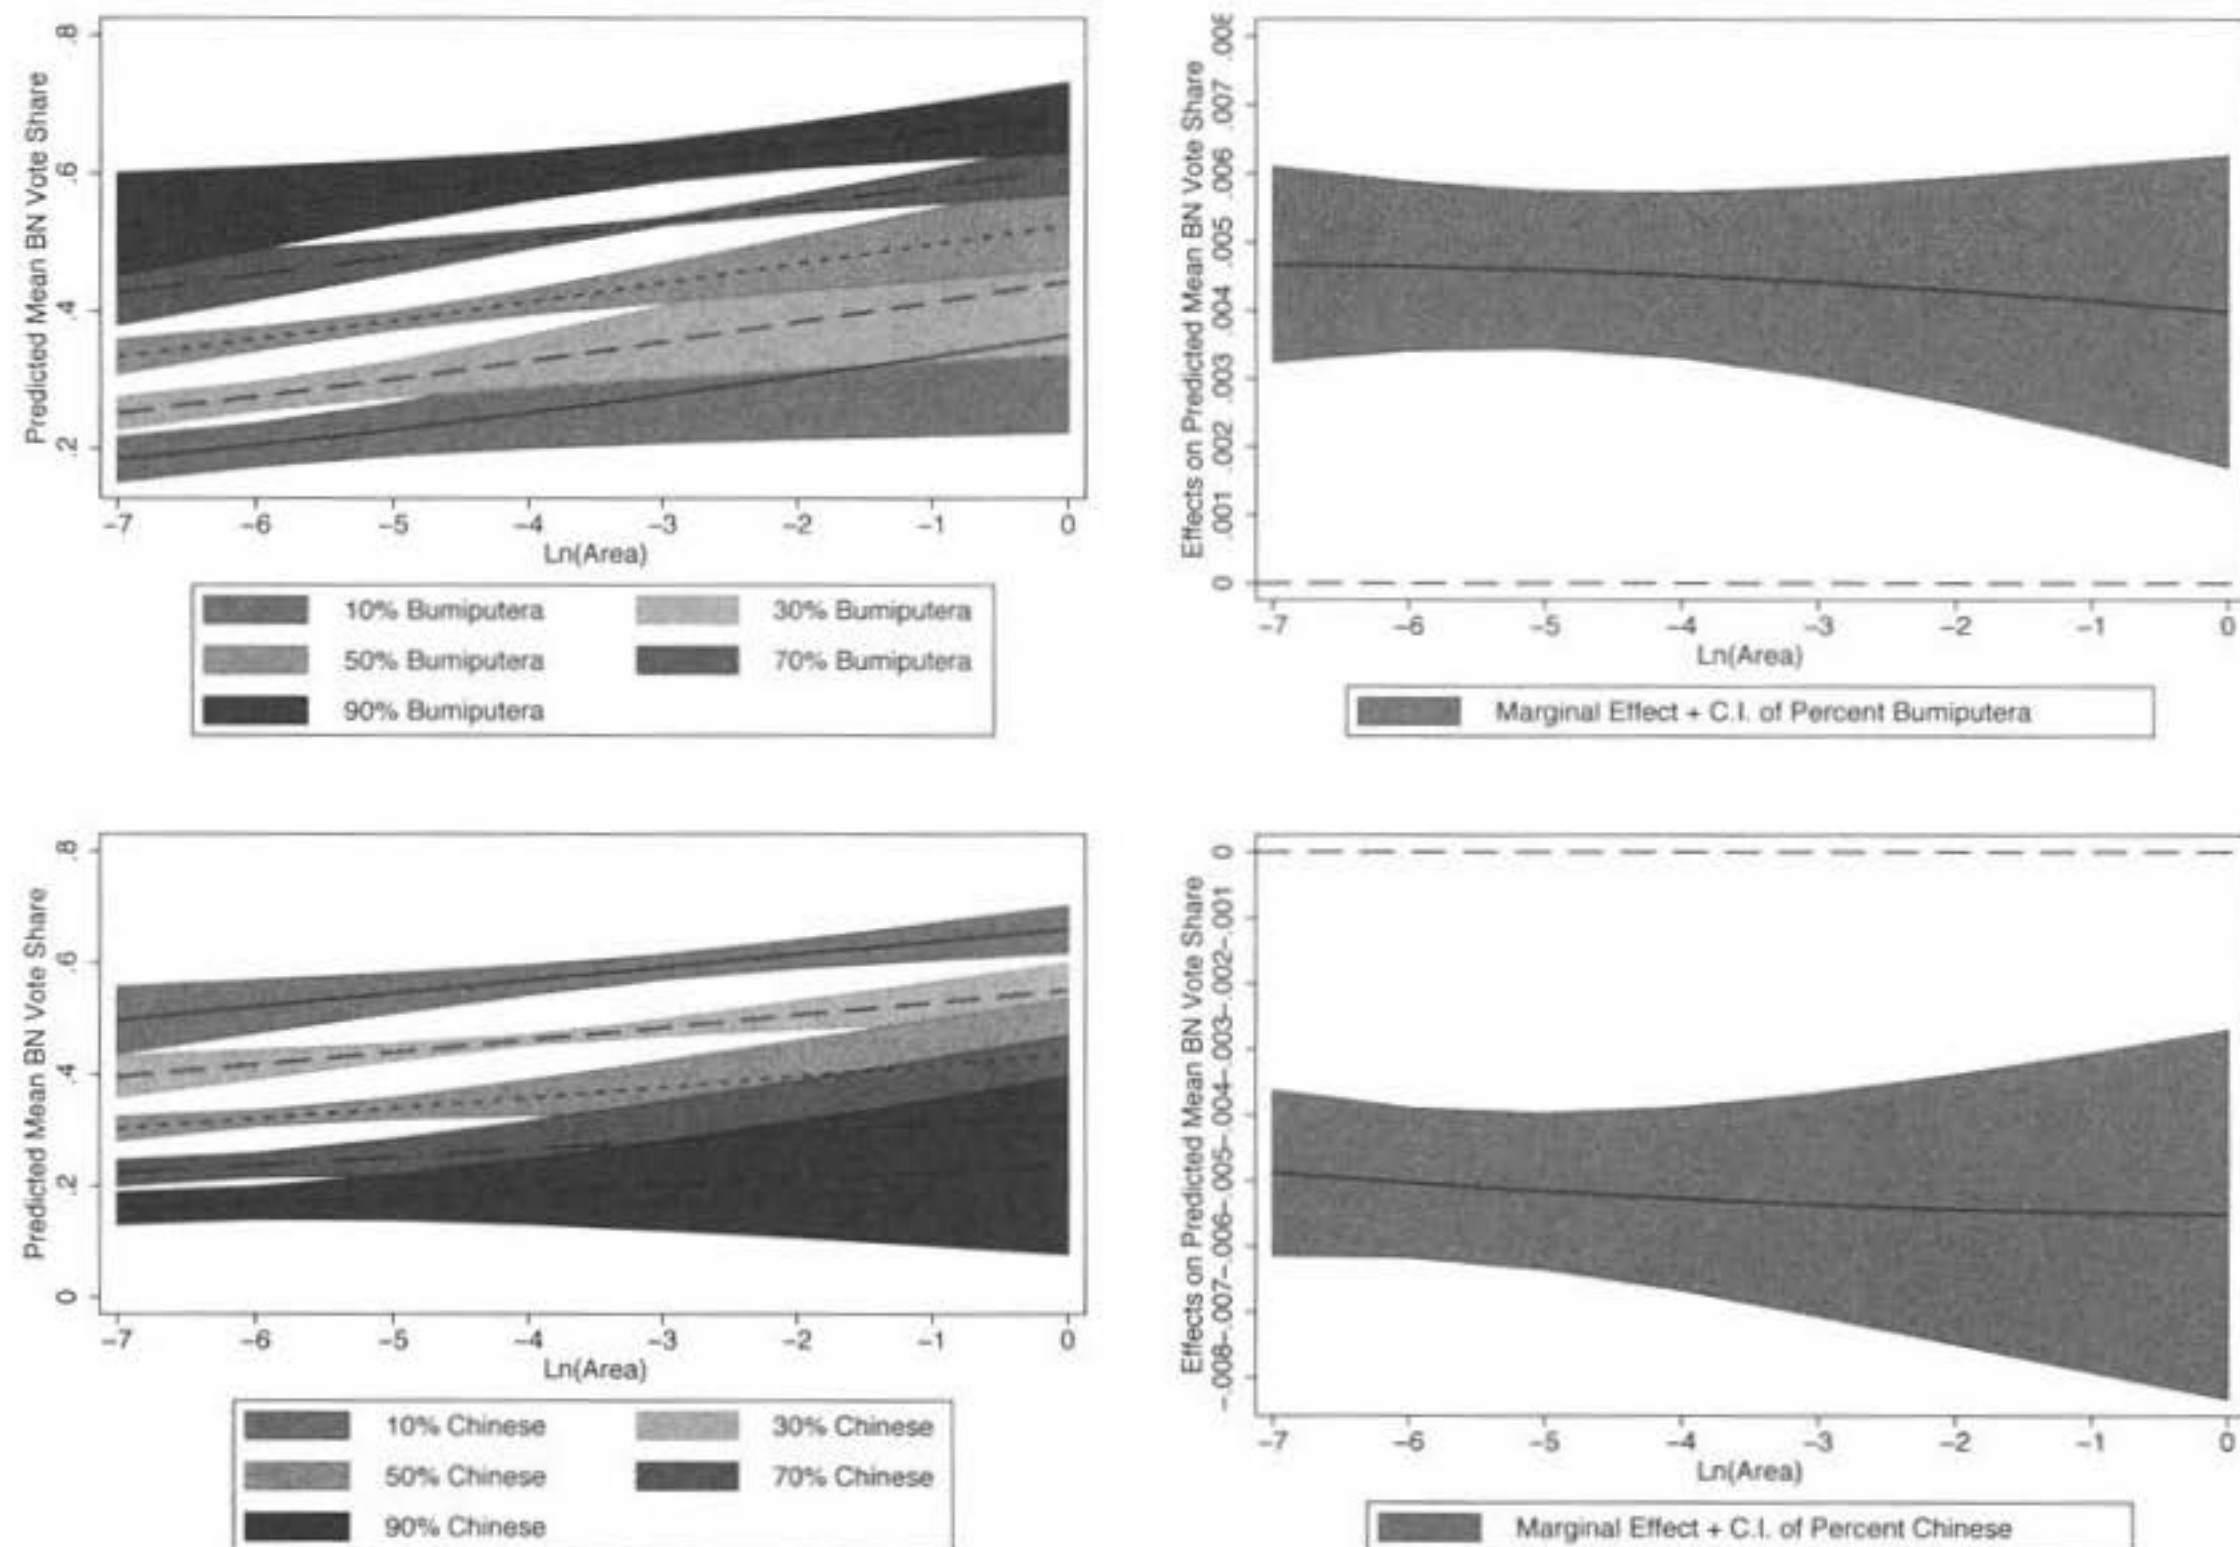 Predicted Mean BN Vote Share
.8
.6
.4
.2
-7 -6 -5 -4 -3 -2 -1 0
Ln(Area)
10% Bumiputera 30% Bumiputera
50% Bumiputera 70% Bumiputera
90% Bumiputera
Effects on Predicted Mean BN Vote Share
.008
.007
.006
.005
.004
.003
.002
.001
0
-7 -6 -5 -4 -3 -2 -1 0
Ln(Area)
Marginal Effect + C.I. of Percent Bumiputera
Predicted Mean BN Vote Share
.8
.6
.4
.2
0
-7 -6 -5 -4 -3 -2 -1 0
Ln(Area)
10% Chinese 30% Chinese
50% Chinese 70% Chinese
90% Chinese
Effects on Predicted Mean BN Vote Share
-.008-.007-.006-.005-.004-.003-.002-.001 0
-7 -6 -5 -4 -3 -2 -1 0
Ln(Area)
Marginal Effect + C.I. of Percent Chinese